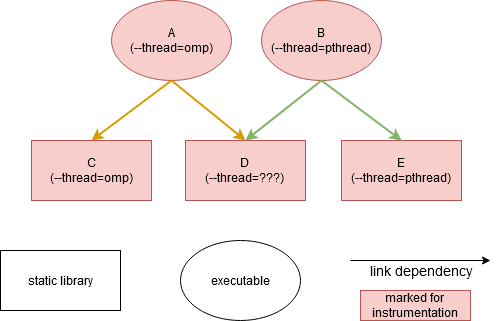 A
(--thread=omp)
B
(--thread=pthread)
C
(--thread=omp)
D
(--thread=???)
E
(--thread=pthread)
static library
executable
link dependency
marked for
instrumentation